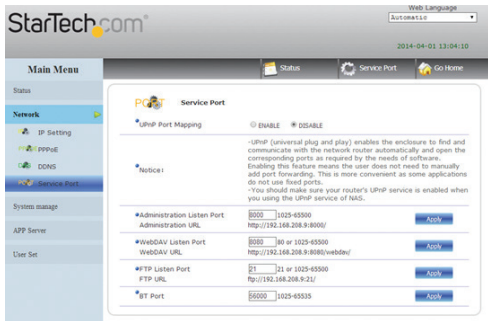 Web Language
StarTech.com®
Automatic
2014-04-01 13:04:10
Main Menu
Status
Service Port
Go Home
Status
Network
IP Setting
PPPoE
DDNS
Service Port
System manage
APP Server
User Set
Service Port
UPnP Port Mapping
ENABLE DISABLE
Notice:
-UPnP (universal plug and play) enables the enclosure to find and
communicate with the network router automatically and open the
corresponding ports as required by the needs of software.
Enabling this feature means the user does not need to manually
add port forwarding. This is more convenient as some applications
do not use fixed ports.
-You should make sure your router's UPnP service is enabled when
you using the UPnP service of NAS.
Administration Listen Port 8000 1025-65500
Administration URL http://192.168.208.9:8000/
Apply
WebDAV Listen Port 8080 80 or 1025-65500
WebDAV URL http://192.168.208.9:8080/webdav/
Apply
FTP Listen Port 21 21 or 1025-65500
FTP URL ftp://192.168.208.9:21/
Apply
BT Port 56000 1025-65535
Apply